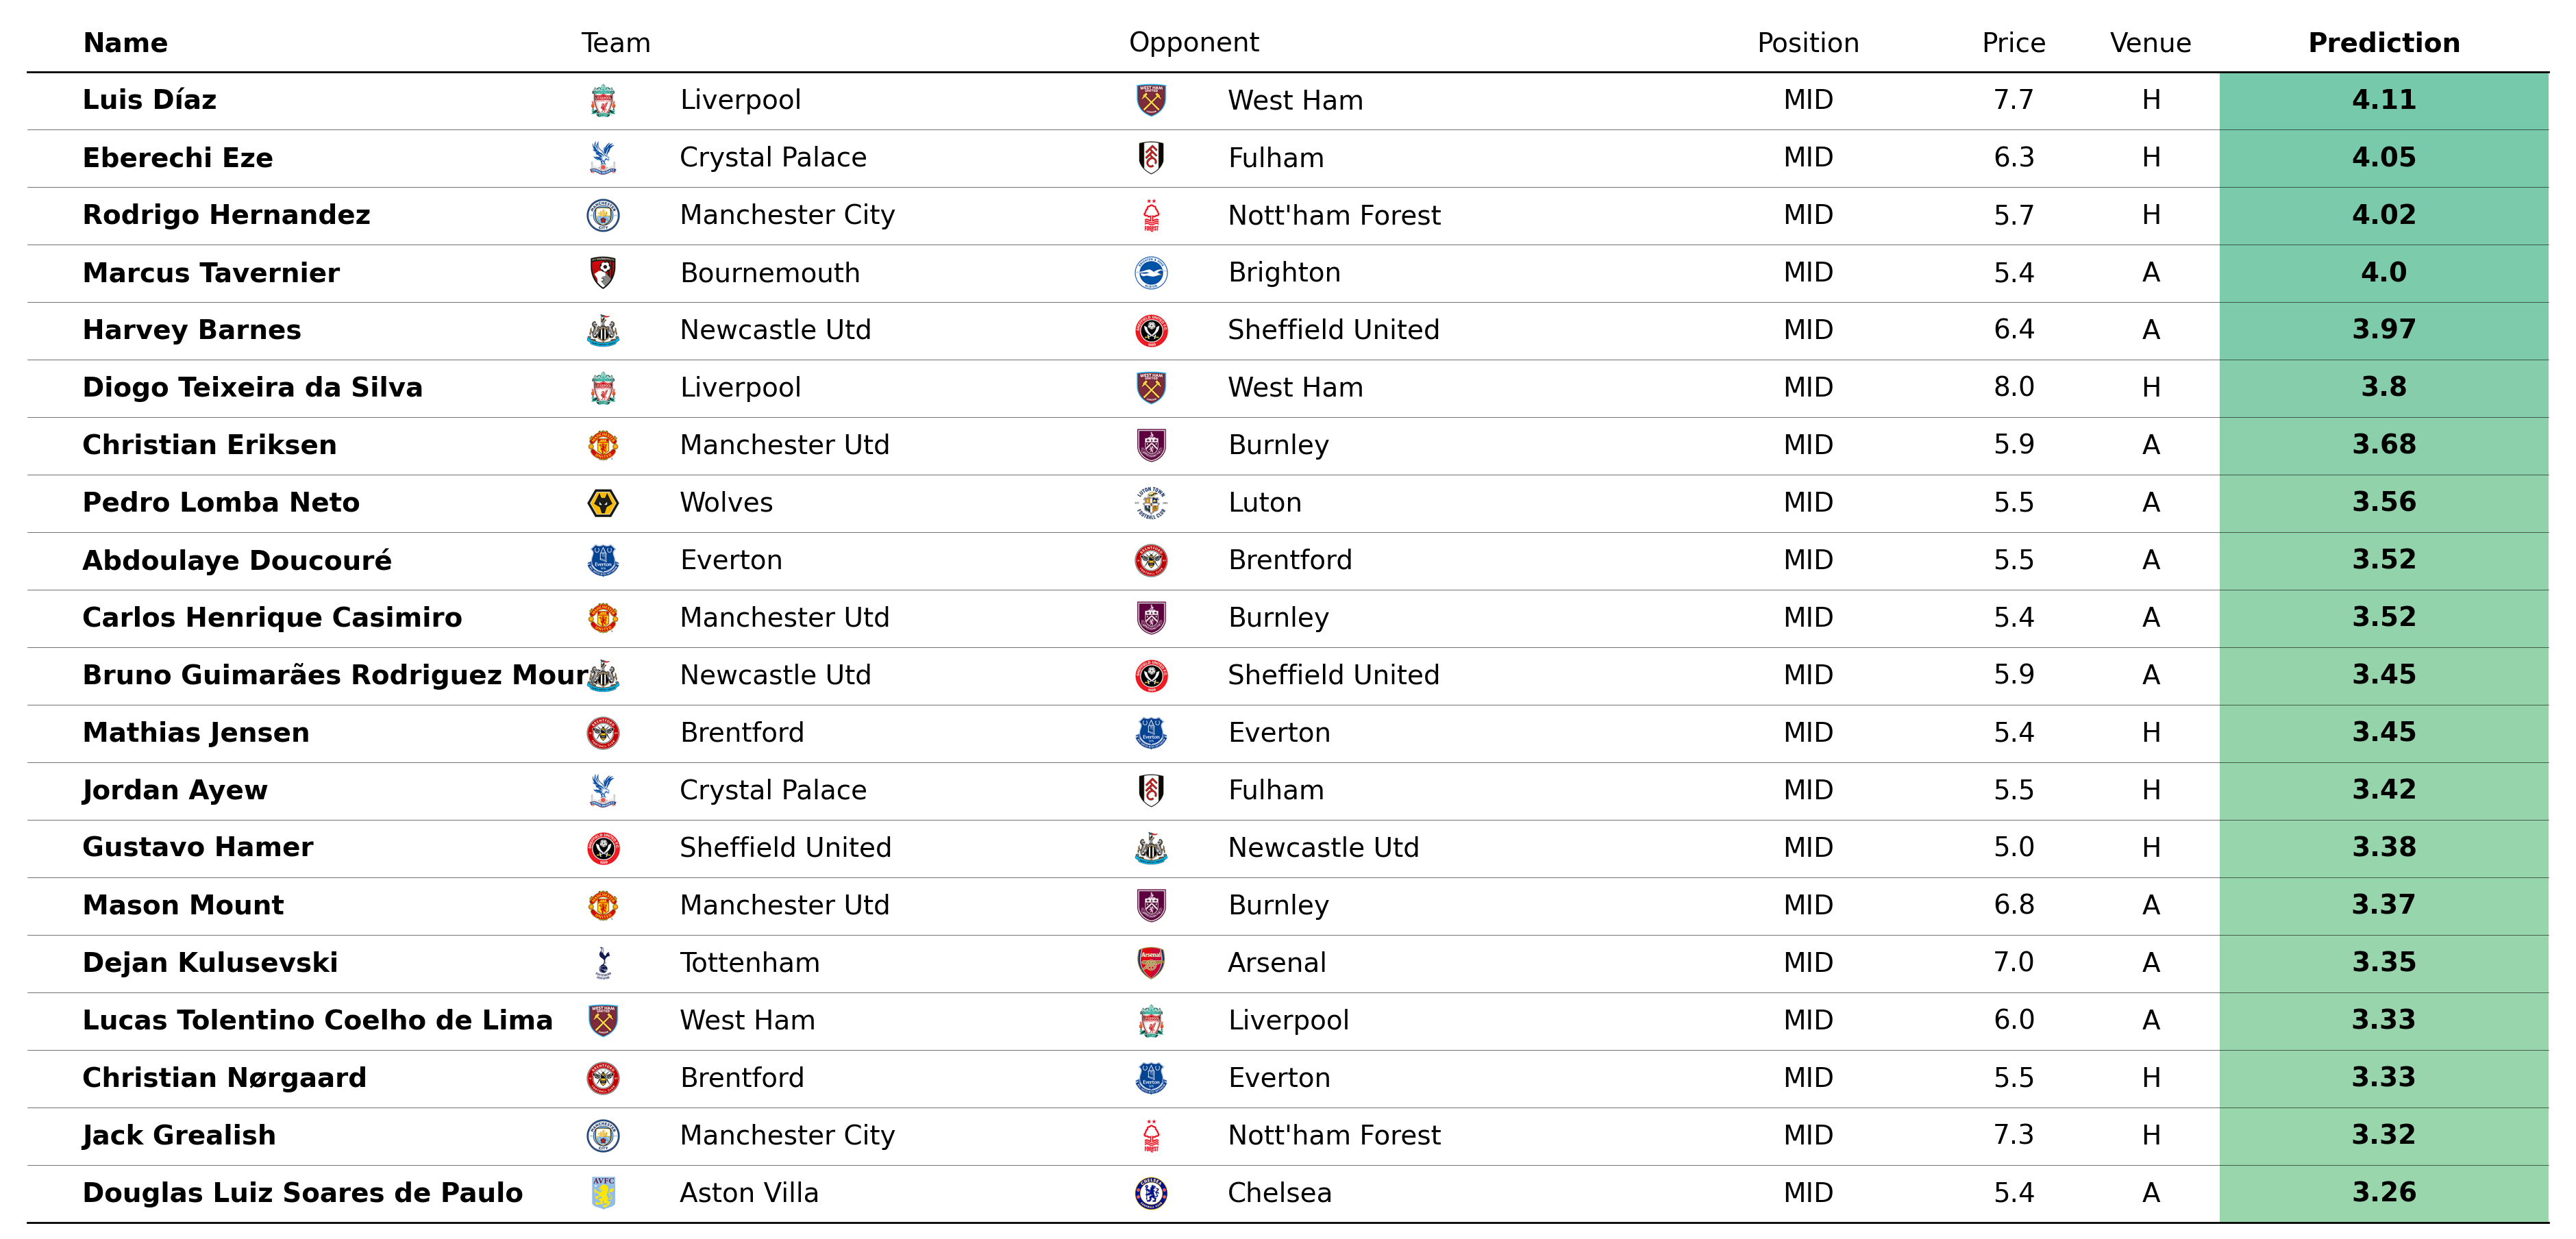 Name Team Opponent Position Price Venue Prediction
Luis Díaz Liverpool West Ham MID 7.7 H 4.11
Eberechi Eze Crystal Palace Fulham MID 6.3 H 4.05
Rodrigo Hernandez Manchester City Nott'ham Forest MID 5.7 H 4.02
Marcus Tavernier Bournemouth Brighton MID 5.4 A 4.0
Harvey Barnes Newcastle Utd Sheffield United MID 6.4 A 3.97
Diogo Teixeira da Silva Liverpool West Ham MID 8.0 H 3.8
Christian Eriksen Manchester Utd Burnley MID 5.9 A 3.68
Pedro Lomba Neto Wolves Luton MID 5.5 A 3.56
Abdoulaye Doucouré Everton Brentford MID 5.5 A 3.52
Carlos Henrique Casimiro Manchester Utd Burnley MID 5.4 A 3.52
Bruno Guimarães Rodriguez Mour Newcastle Utd Sheffield United MID 5.9 A 3.45
Mathias Jensen Brentford Everton MID 5.4 H 3.45
Jordan Ayew Crystal Palace Fulham MID 5.5 H 3.42
Gustavo Hamer Sheffield United Newcastle Utd MID 5.0 H 3.38
Mason Mount Manchester Utd Burnley MID 6.8 A 3.37
Dejan Kulusevski Tottenham Arsenal MID 7.0 A 3.35
Lucas Tolentino Coelho de Lima West Ham Liverpool MID 6.0 A 3.33
Christian Nørgaard Brentford Everton MID 5.5 H 3.33
Jack Grealish Manchester City Nott'ham Forest MID 7.3 H 3.32
Douglas Luiz Soares de Paulo Aston Villa Chelsea MID 5.4 A 3.26